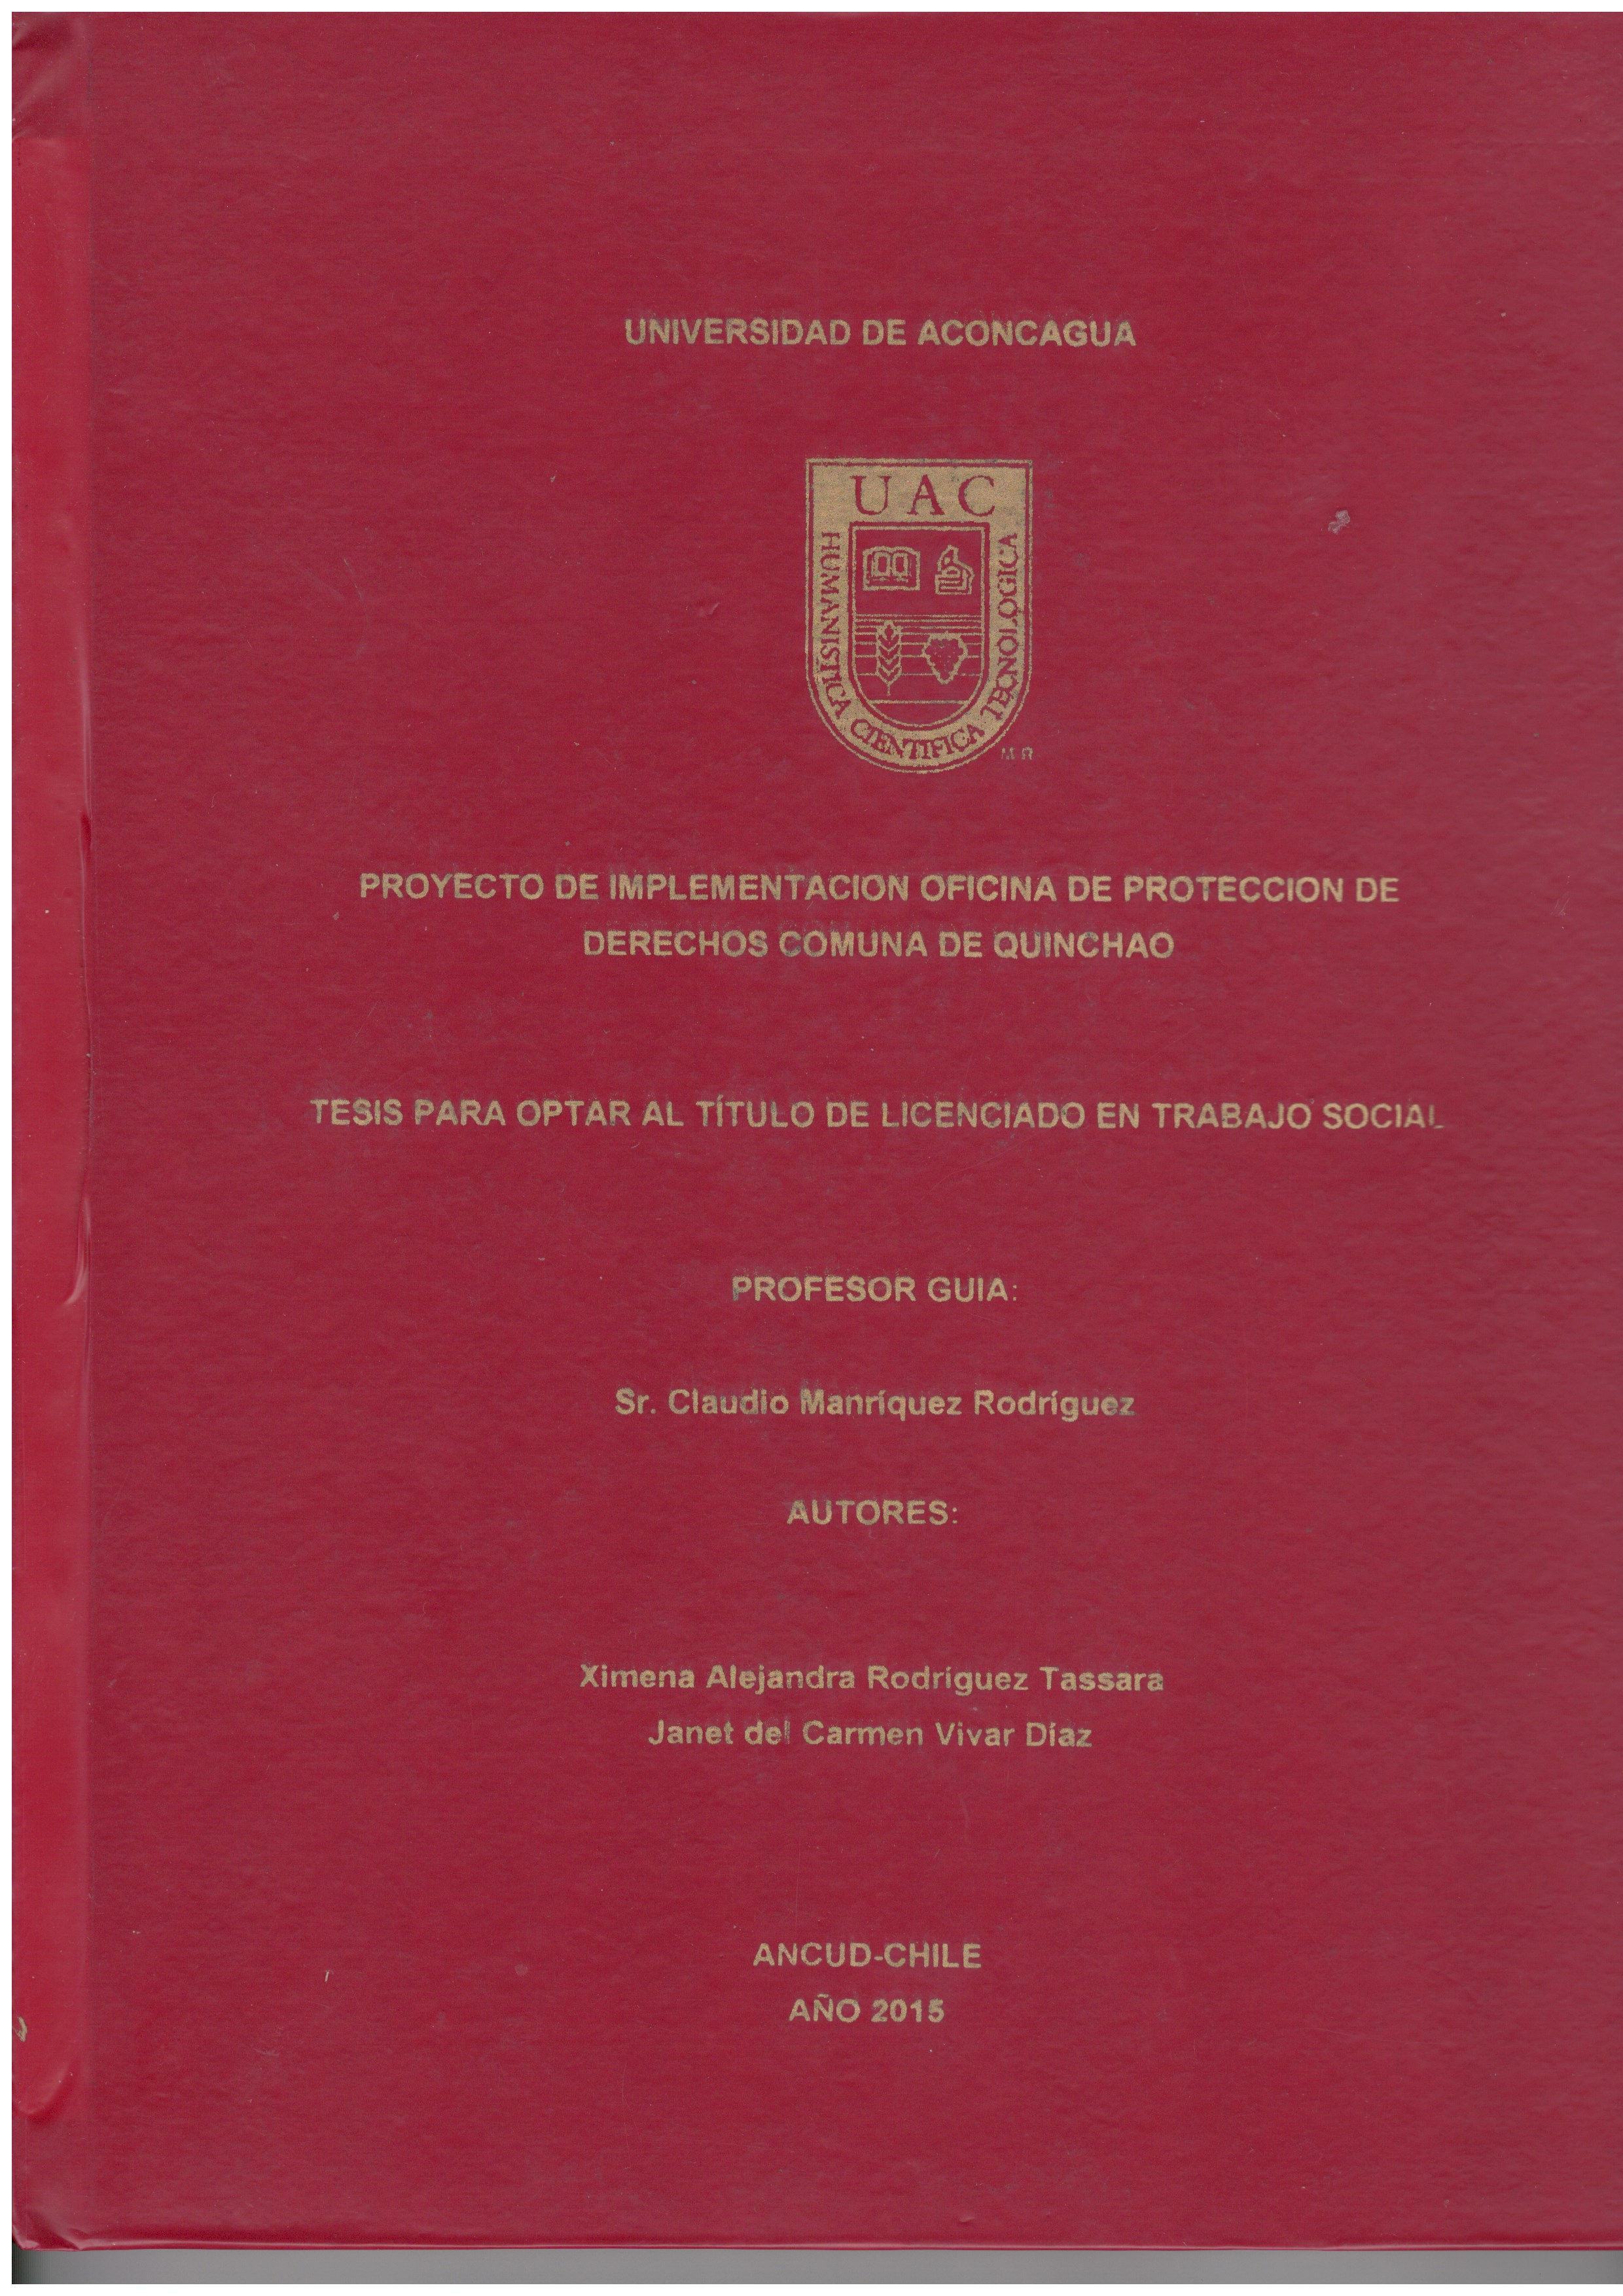 UNIVERSIDAD DE ACONCAGUA
UAC
HUMANISTICA CIENTIFICA TECNOLOGICA
M R
PROYECTO DE IMPLEMENTACION OFICINA DE PROTECCION DE
DERECHOS COMUNA DE QUINCHAO
TESIS PARA OPTAR AL TÍTULO DE LICENCIADO EN TRABAJO SOCIAL
PROFESOR GUIA:
Sr. Claudio Manríquez Rodríguez
AUTORES:
Ximena Alejandra Rodríguez Tassara
Janet del Carmen Vivar Díaz
ANCUD-CHILE
AÑO 2015